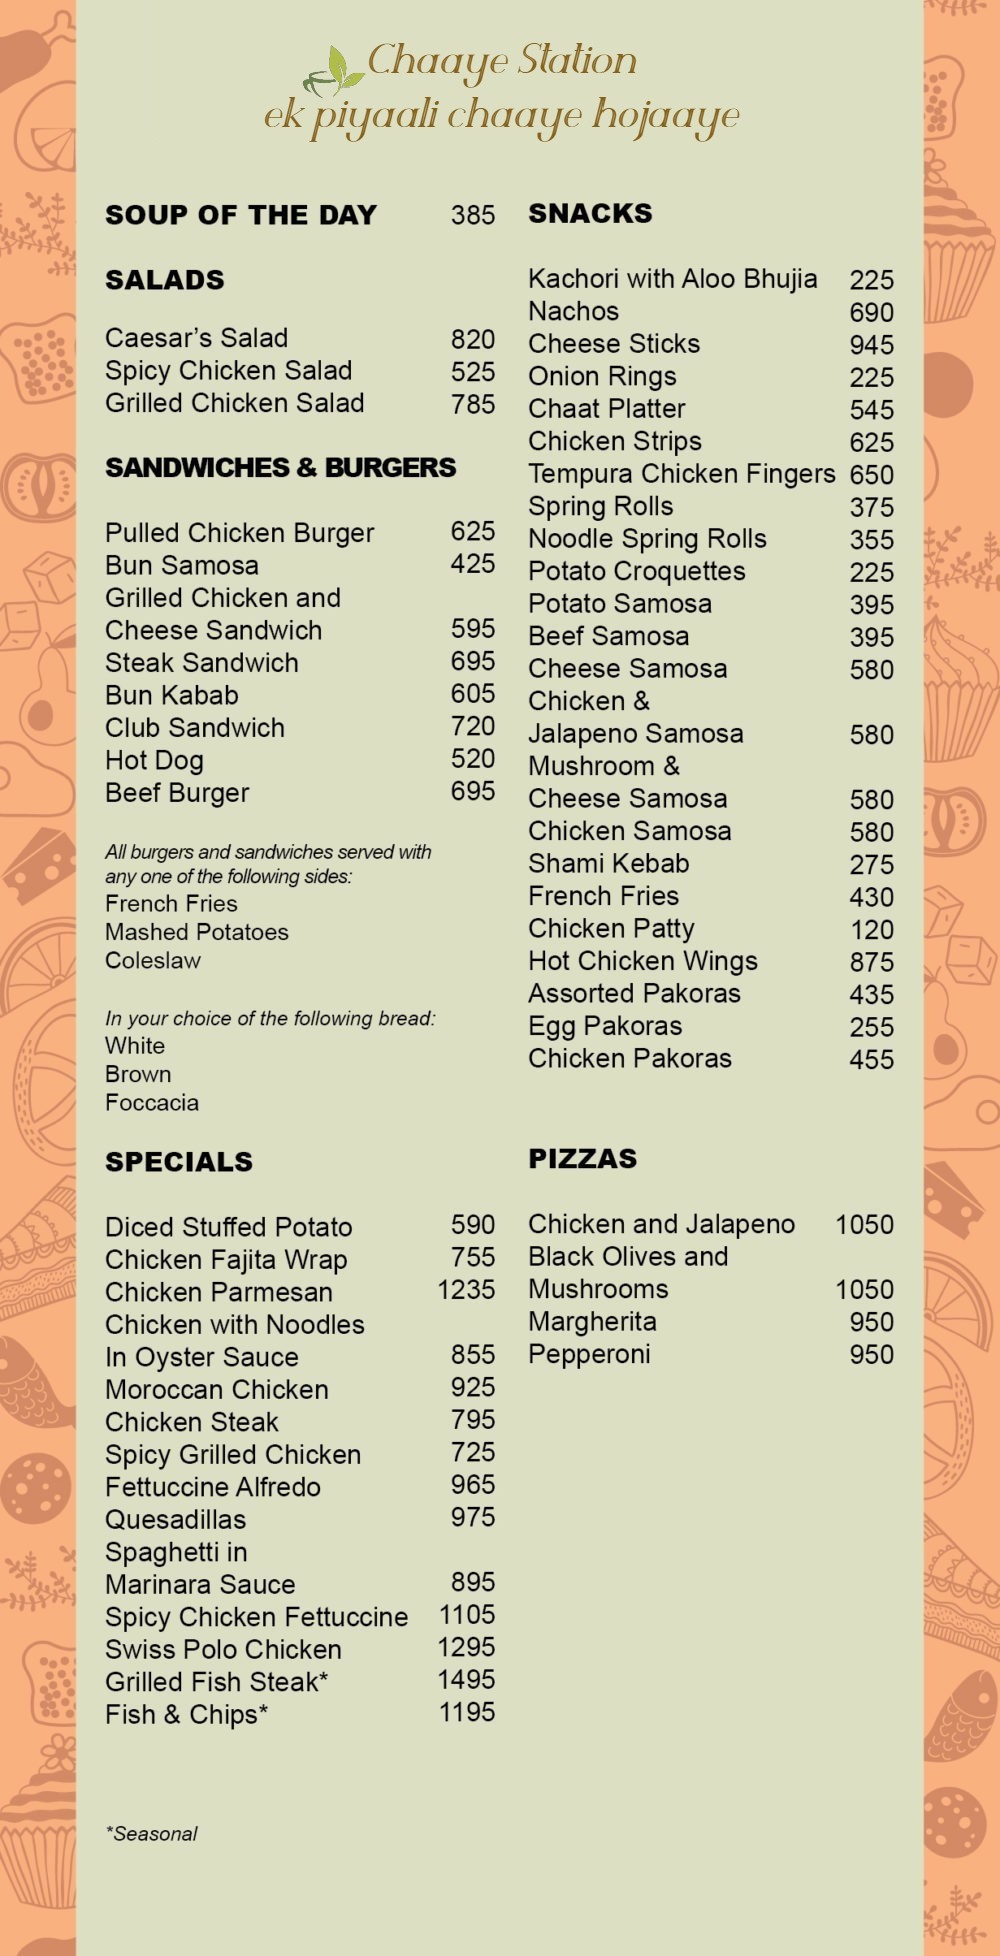 Chaaye Station
ek piyaali chaaye hojaaye
SOUP OF THE DAY 385
SALADS
Caesar’s Salad 820
Spicy Chicken Salad 525
Grilled Chicken Salad 785
SANDWICHES & BURGERS
Pulled Chicken Burger 625
Bun Samosa 425
Grilled Chicken and
Cheese Sandwich 595
Steak Sandwich 695
Bun Kabab 605
Club Sandwich 720
Hot Dog 520
Beef Burger 695
All burgers and sandwiches served with
any one of the following sides:
French Fries
Mashed Potatoes
Coleslaw
In your choice of the following bread:
White
Brown
Foccacia
SPECIALS
Diced Stuffed Potato 590
Chicken Fajita Wrap 755
Chicken Parmesan 1235
Chicken with Noodles
In Oyster Sauce 855
Moroccan Chicken 925
Chicken Steak 795
Spicy Grilled Chicken 725
Fettuccine Alfredo 965
Quesadillas 975
Spaghetti in
Marinara Sauce 895
Spicy Chicken Fettuccine 1105
Swiss Polo Chicken 1295
Grilled Fish Steak* 1495
Fish & Chips* 1195
*Seasonal
SNACKS
Kachori with Aloo Bhujia 225
Nachos 690
Cheese Sticks 945
Onion Rings 225
Chaat Platter 545
Chicken Strips 625
Tempura Chicken Fingers 650
Spring Rolls 375
Noodle Spring Rolls 355
Potato Croquettes 225
Potato Samosa 395
Beef Samosa 395
Cheese Samosa 580
Chicken &
Jalapeno Samosa 580
Mushroom &
Cheese Samosa 580
Chicken Samosa 580
Shami Kebab 275
French Fries 430
Chicken Patty 120
Hot Chicken Wings 875
Assorted Pakoras 435
Egg Pakoras 255
Chicken Pakoras 455
PIZZAS
Chicken and Jalapeno 1050
Black Olives and
Mushrooms 1050
Margherita 950
Pepperoni 950